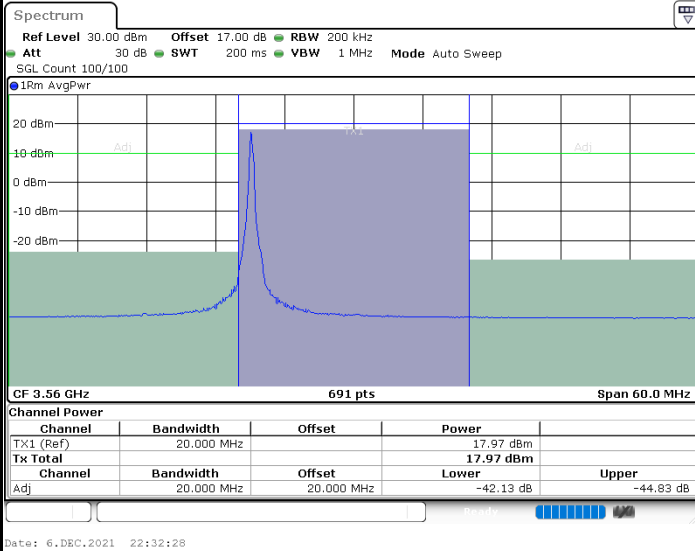 Spectrum
Ref Level 30.00 dBm Offset 17.00 dB RBW 200 kHz
Att 30 dB SWT 200 ms VBW 1 MHz Mode Auto Sweep
SGL Count 100/100
1Rm AvgPwr
20 dBm
TX1
Adj Adj
10 dBm
0 dBm
-10 dBm
-20 dBm
CF 3.56 GHz 691 pts Span 60.0 MHz
Channel Power
Channel Bandwidth Offset Power
TX1 (Ref) 20.000 MHz 17.97 dBm
Tx Total 17.97 dBm
Channel Bandwidth Offset Lower Upper
Adj 20.000 MHz 20.000 MHz -42.13 dB -44.83 dB
Ready
Date: 6.DEC.2021 22:32:28